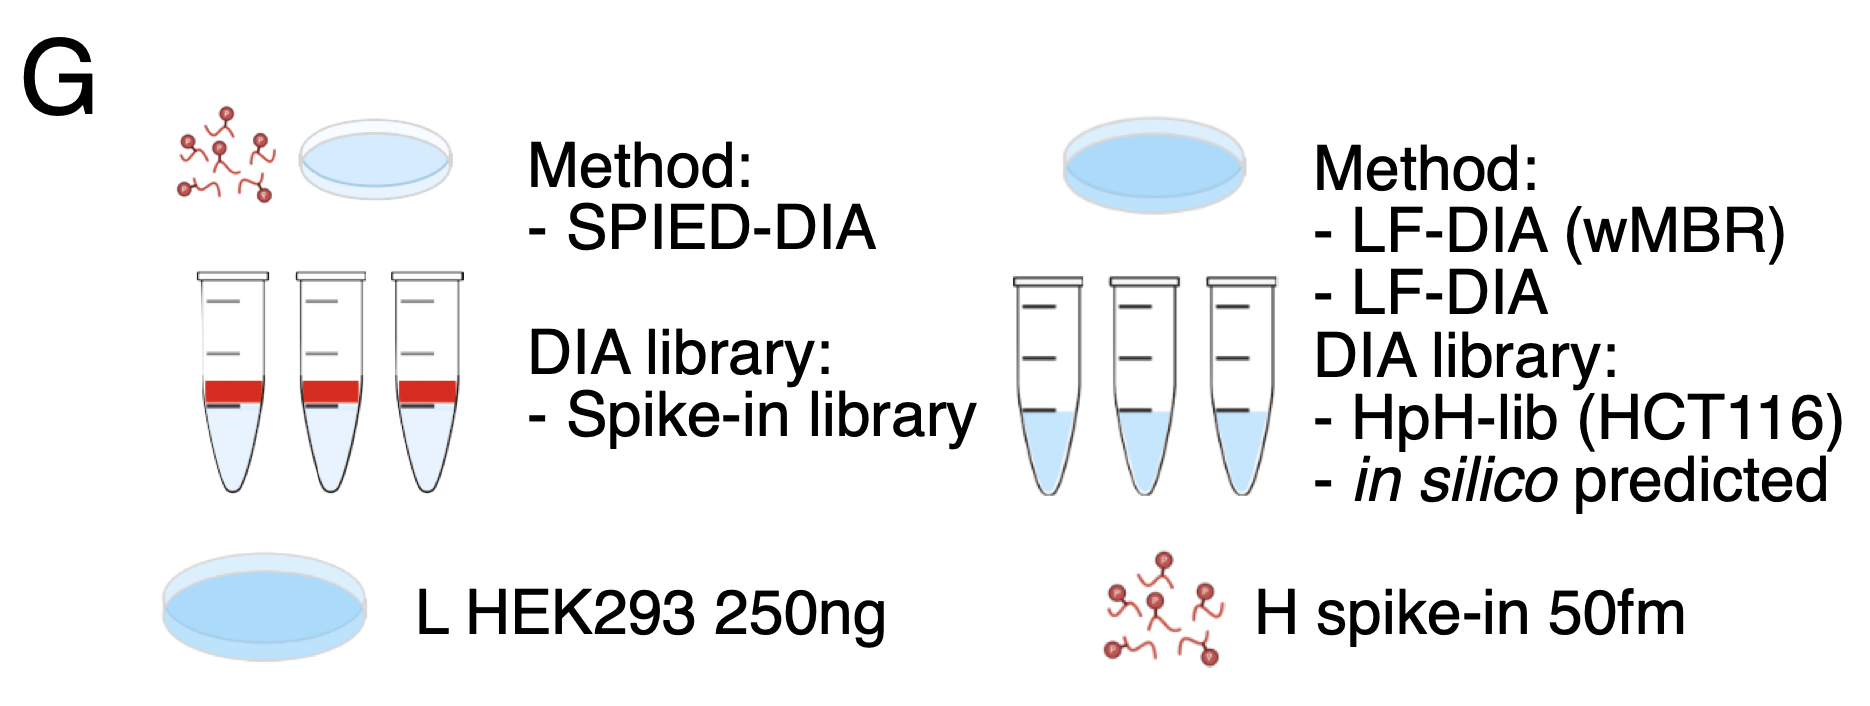 G
Method:
- SPIED-DIA
DIA library:
- Spike-in library
Method:
- LF-DIA (wMBR)
- LF-DIA
DIA library:
- HpH-lib (HCT116)
- in silico predicted
L HEK293 250ng
H spike-in 50fm